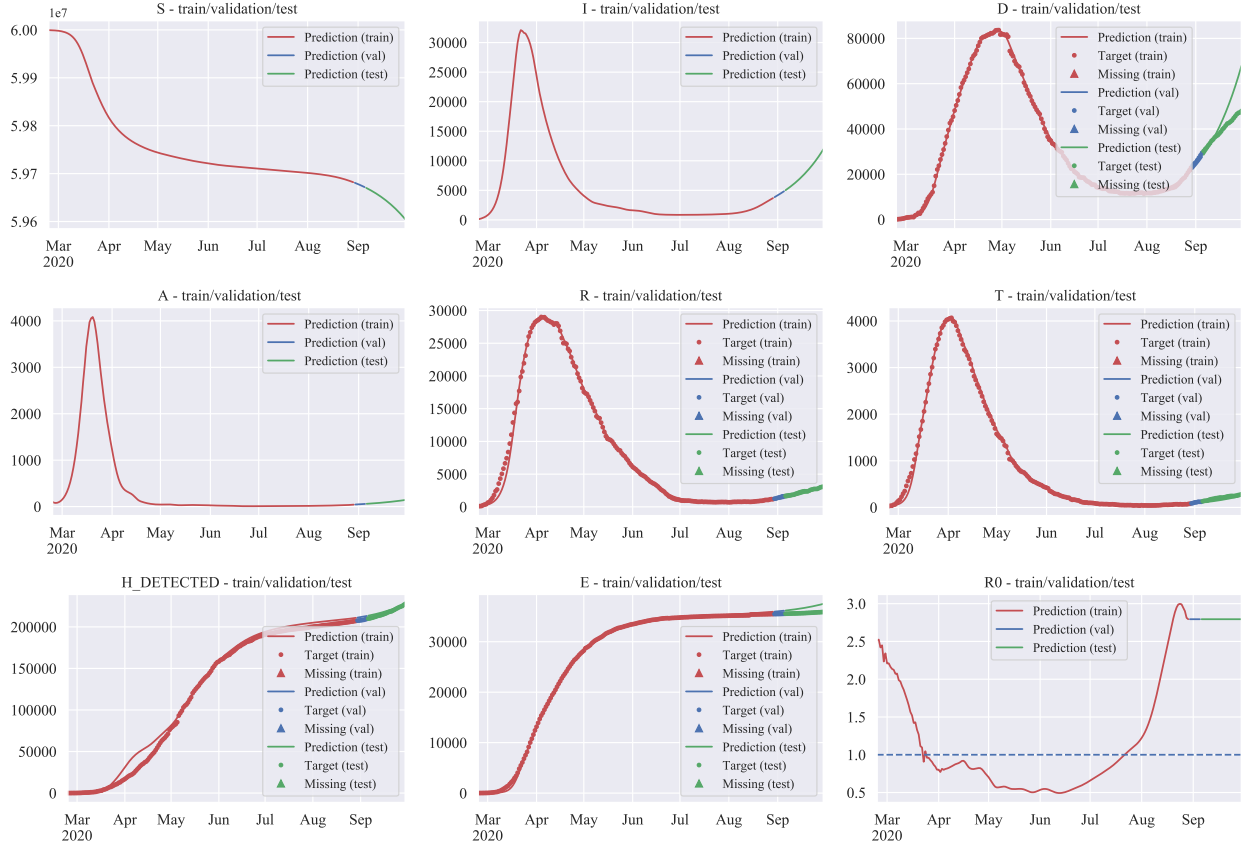 S - train/validation/test
1e7
6.00
5.99
5.98
5.97
5.96
Prediction (train)
Prediction (val)
Prediction (test)
Mar Apr May Jun Jul Aug Sep
2020
I - train/validation/test
30000
25000
20000
15000
10000
5000
0
Prediction (train)
Prediction (val)
Prediction (test)
Mar Apr May Jun Jul Aug Sep
2020
D - train/validation/test
80000
60000
40000
20000
0
Prediction (train)
Target (train)
Missing (train)
Prediction (val)
Target (val)
Missing (val)
Prediction (test)
Target (test)
Missing (test)
Mar Apr May Jun Jul Aug Sep
2020
A - train/validation/test
4000
3000
2000
1000
0
Prediction (train)
Prediction (val)
Prediction (test)
Mar Apr May Jun Jul Aug Sep
2020
R - train/validation/test
30000
25000
20000
15000
10000
5000
0
Prediction (train)
Target (train)
Missing (train)
Prediction (val)
Target (val)
Missing (val)
Prediction (test)
Target (test)
Missing (test)
Mar Apr May Jun Jul Aug Sep
2020
T - train/validation/test
4000
3000
2000
1000
0
Prediction (train)
Target (train)
Missing (train)
Prediction (val)
Target (val)
Missing (val)
Prediction (test)
Target (test)
Missing (test)
Mar Apr May Jun Jul Aug Sep
2020
H_DETECTED - train/validation/test
200000
150000
100000
50000
0
Prediction (train)
Target (train)
Missing (train)
Prediction (val)
Target (val)
Missing (val)
Prediction (test)
Target (test)
Missing (test)
Mar Apr May Jun Jul Aug Sep
2020
E - train/validation/test
30000
20000
10000
0
Prediction (train)
Target (train)
Missing (train)
Prediction (val)
Target (val)
Missing (val)
Prediction (test)
Target (test)
Missing (test)
Mar Apr May Jun Jul Aug Sep
2020
R0 - train/validation/test
3.0
2.5
2.0
1.5
1.0
0.5
Prediction (train)
Prediction (val)
Prediction (test)
Mar Apr May Jun Jul Aug Sep
2020